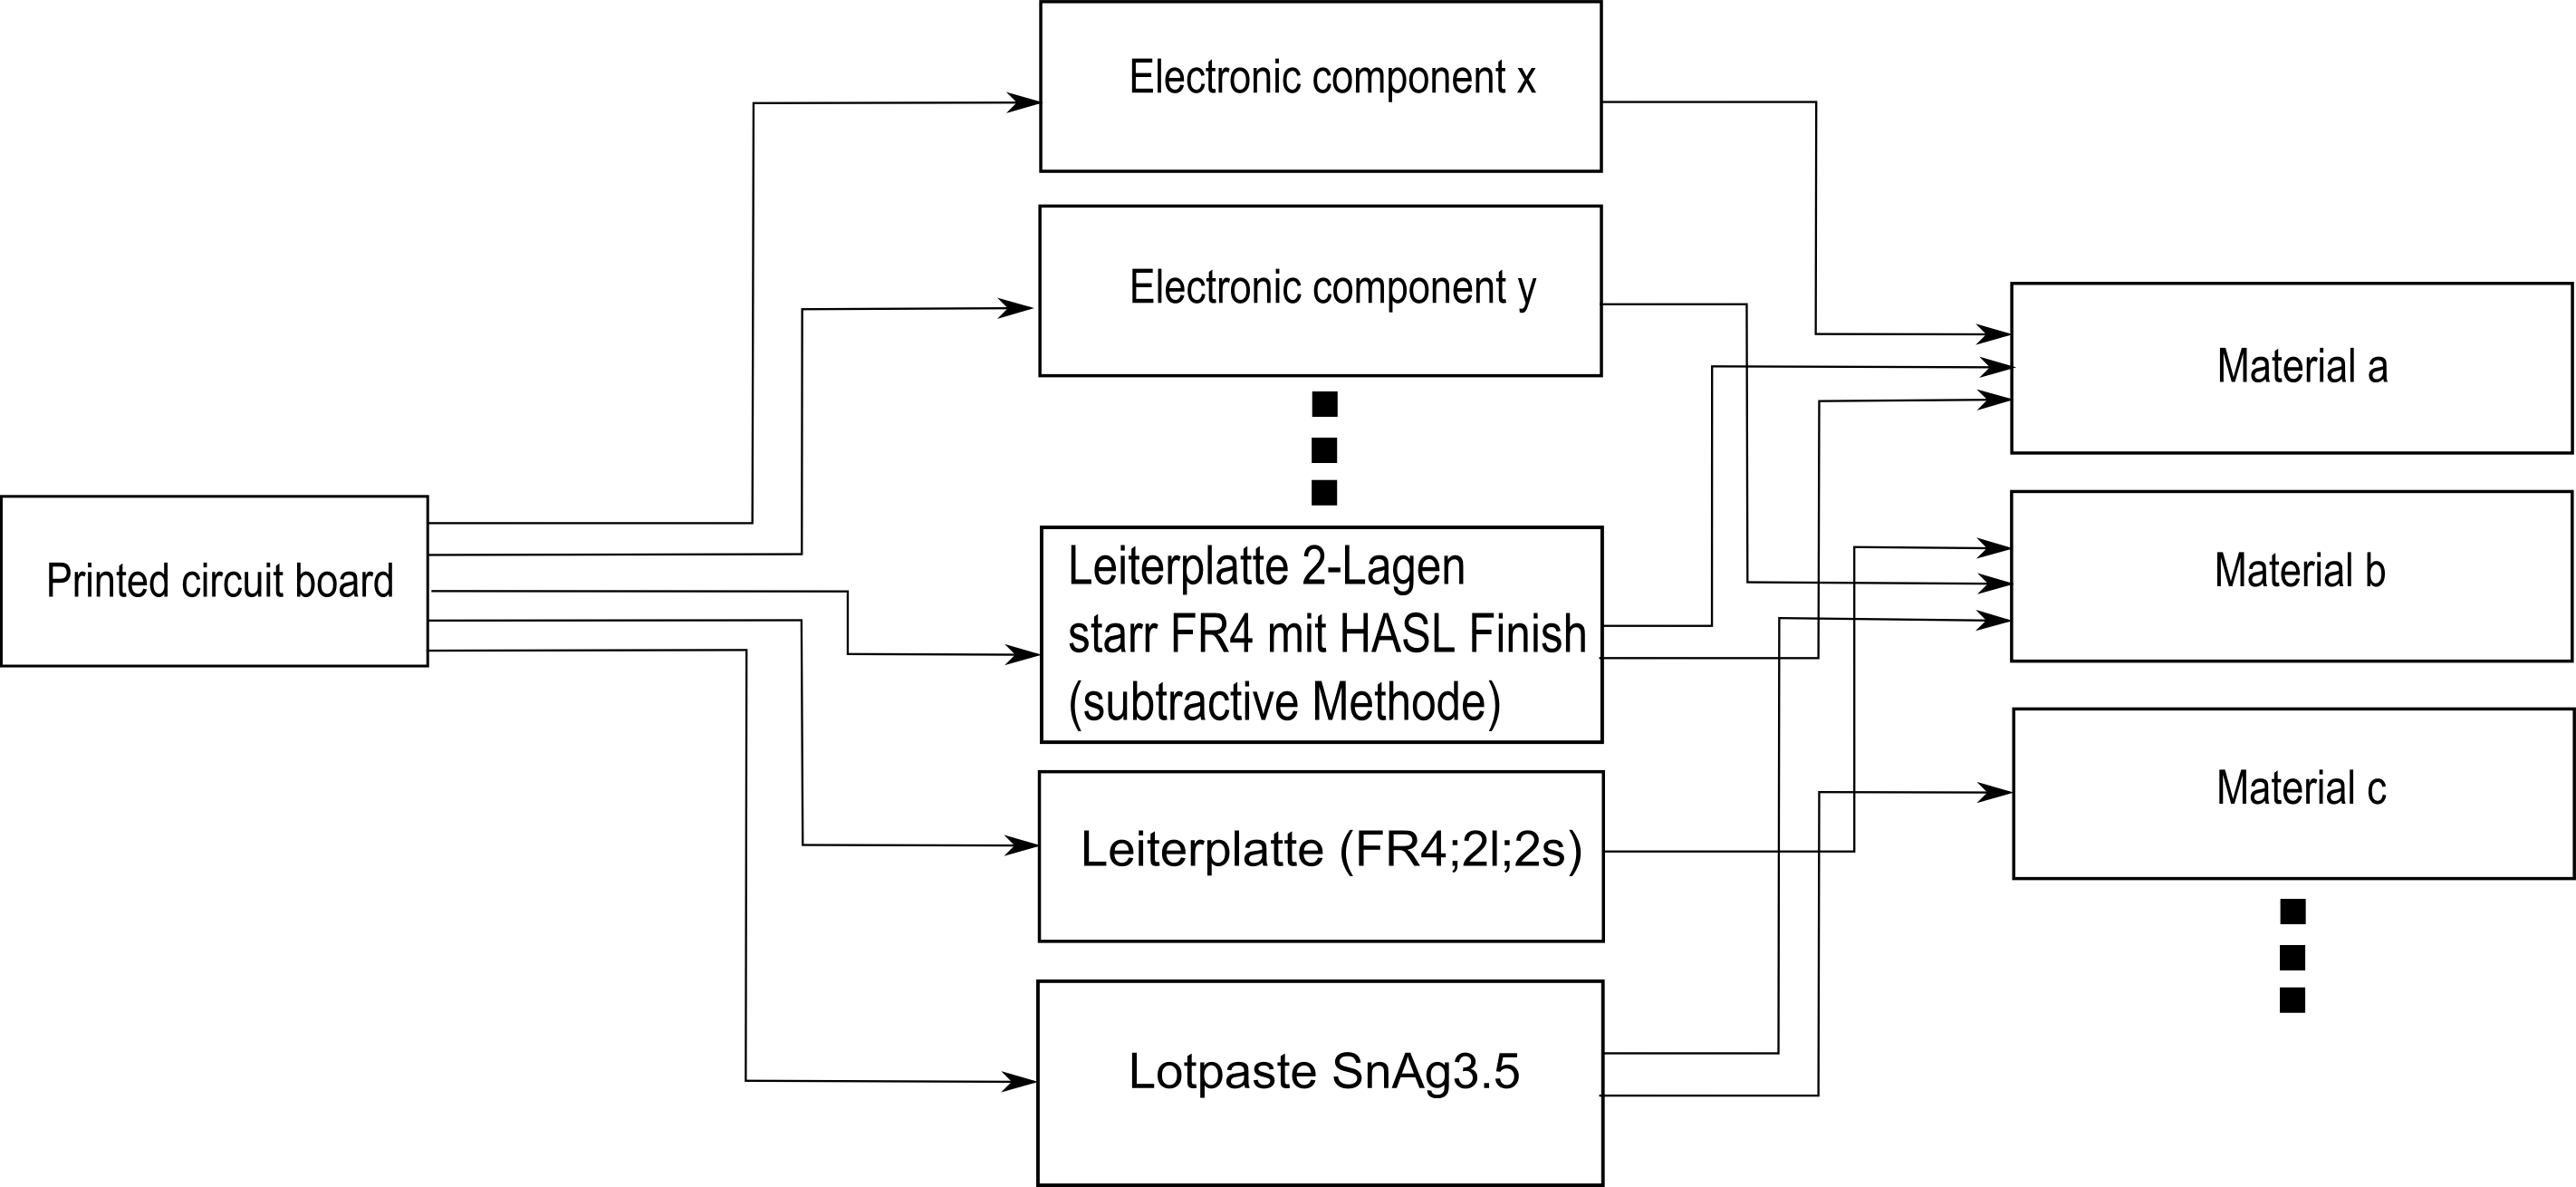 Electronic component x
Electronic component y
Material a
Printed circuit board
Leiterplatte 2-Lagen
starr FR4 mit HASL Finish
(subtractive Methode)
Material b
Material c
Leiterplatte (FR4;2l;2s)
Lotpaste SnAg3.5